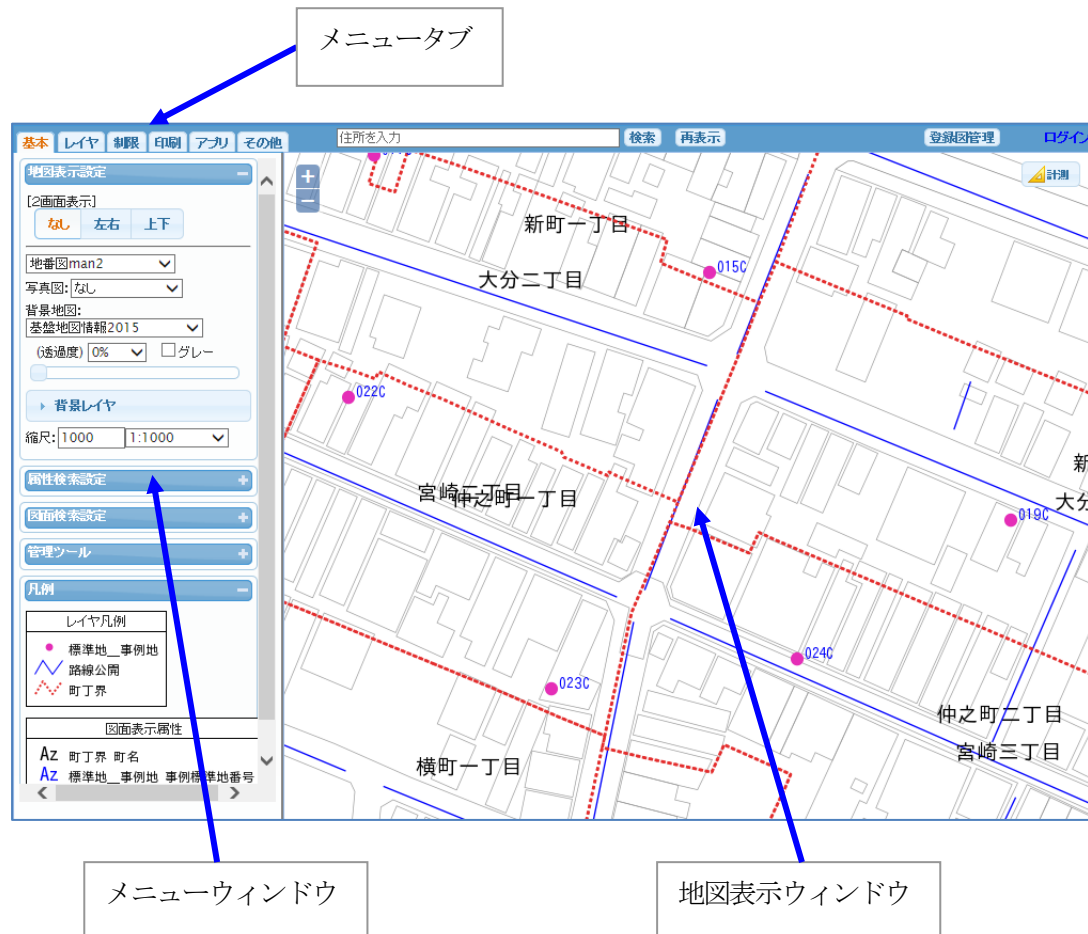 メニュータブ
基本 レイヤ 制限 印刷 アプリ その他 住所を入力 検索 再表示 登録図管理 ログイン
地図表示設定
[2画面表示]
なし 左右 上下
地番図man2
写真図: なし
背景地図:
基盤地図情報2015
(透過度) 0% グレー
背景レイヤ
縮尺: 1000 1:1000
属性検索設定
図面検索設定
管理ツール
凡例
レイヤ凡例
標準地__事例地
路線公開
町丁界
図面表示属性
Az 町丁界 町名
Az 標準地__事例地 事例標準地番号
計測
新町一丁目
015C
大分二丁目
022C
宮崎二丁目
仲之町一丁目
新
大分
019C
024C
023C
仲之町二丁目
宮崎三丁目
横町一丁目
メニューウィンドウ
地図表示ウィンドウ